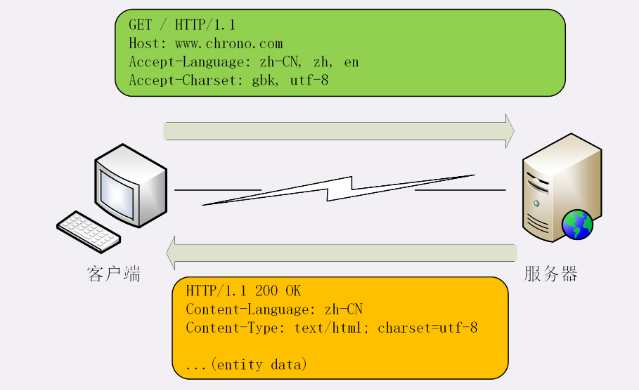 GET / HTTP/1.1
Host: www.chrono.com
Accept-Language: zh-CN, zh, en
Accept-Charset: gbk, utf-8
客户端
服务器
HTTP/1.1 200 OK
Content-Language: zh-CN
Content-Type: text/html; charset=utf-8
...(entity data)